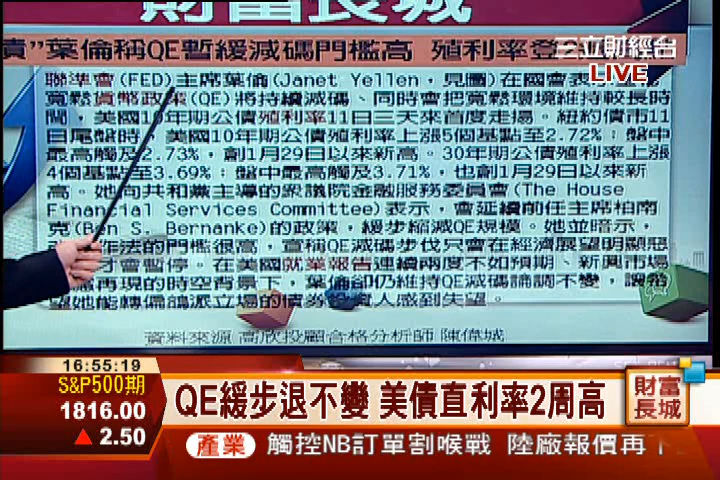 財富長城
債"葉倫稱QE暫緩減碼門檻高 殖利率登
三立財經台
LIVE
聯準會(FED)主席葉倫(Janet Yellen,見圖)在國會表示
寬鬆貨幣政策(QE)將持續減碼、同時會把寬鬆環境維持較長時
間,美國10年期公債殖利率11日三天來首度走揚。紐約債市11
日尾盤時,美國10年期公債殖利率上漲5個基點至2.72%;盤中
最高觸及2.73%,創1月29日以來新高。30年期公債殖利率上漲
4個基點至3.69%;盤中最高觸及3.71%,也創1月29日以來新
高。她向共和黨主導的眾議院金融服務委員會(The House
Financial Services Committee)表示,會延續前任主席柏南
克(Ben S. Bernanke)的政策,緩步縮減QE規模。她並暗示,
作法的門檻很高,宣稱QE減碼步伐只會在經濟展望明顯惡
才會暫停。在美國就業報告連續兩度不如預期、新興市場
再現的時空背景下,葉倫卻仍維持QE減碼論調不變,讓希
望她能轉偏鴿派立場的債券投資人感到失望。
資料來源 高欣投顧合格分析師 陳偉城
16:55:19
S&P500期
1816.00
▲ 2.50
QE緩步退不變 美債直利率2周高
財富
長城
產業
觸控NB訂單割喉戰 陸廠報價再下